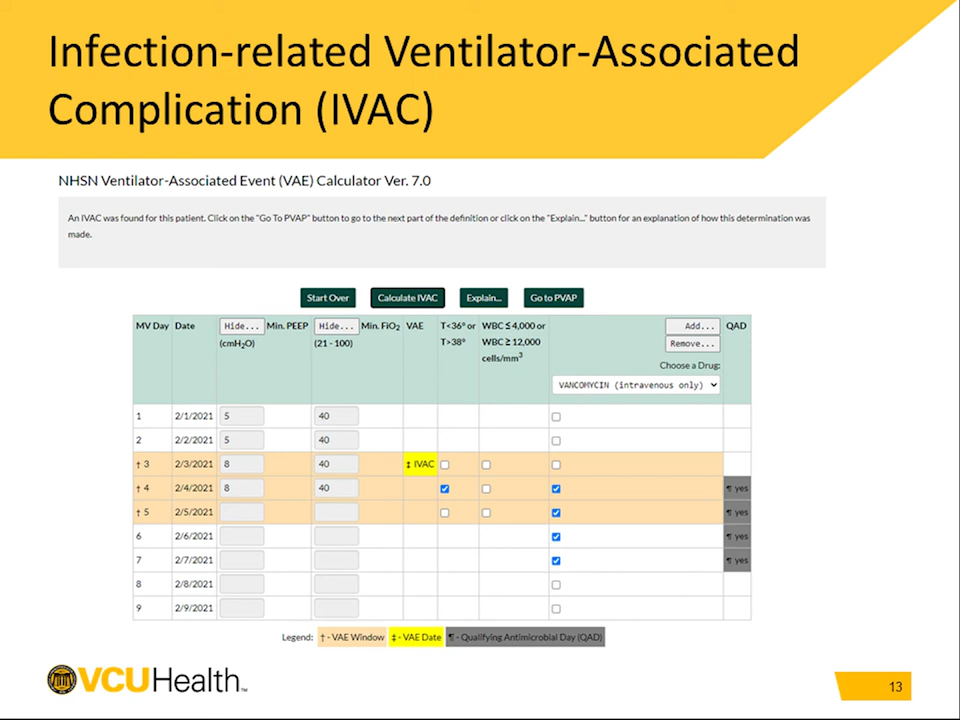 Infection-related Ventilator-Associated
Complication (IVAC)
NHSN Ventilator-Associated Event (VAE) Calculator Ver. 7.0
An IVAC was found for this patient. Click on the "Go To PVAP" button to go to the next part of the definition or click on the "Explain..." button for an explanation of how this determination was
made.
Start Over Calculate IVAC Explain... Go to PVAP
MV Day Date Hide... Min. PEEP Hide... Min. FiO₂ VAE T<36° or WBC ≤ 4,000 or Add... QAD
(cmH₂O) (21 - 100) T>38° WBC ≥ 12,000 Remove...
cells/mm³
Choose a Drug:
VANCOMYCIN (intravenous only)
1 2/1/2021 5 40
2 2/2/2021 5 40
† 3 2/3/2021 8 40 ‡ IVAC
† 4 2/4/2021 8 40 ¶ yes
† 5 2/5/2021 ¶ yes
6 2/6/2021 ¶ yes
7 2/7/2021 ¶ yes
8 2/8/2021
9 2/9/2021
Legend: † - VAE Window ‡ - VAE Date ¶ - Qualifying Antimicrobial Day (QAD)
VCUHealth™
13